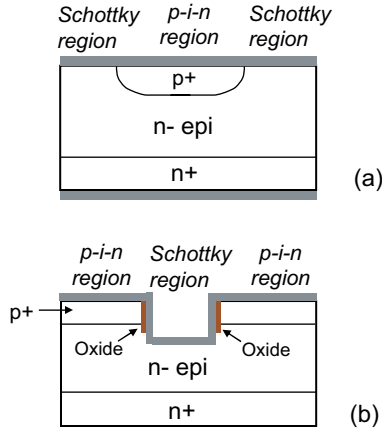 Schottky region
p-i-n region
Schottky region
p+
n- epi
n+
(a)
p-i-n region
Schottky region
p-i-n region
p+
Oxide
Oxide
n- epi
n+
(b)